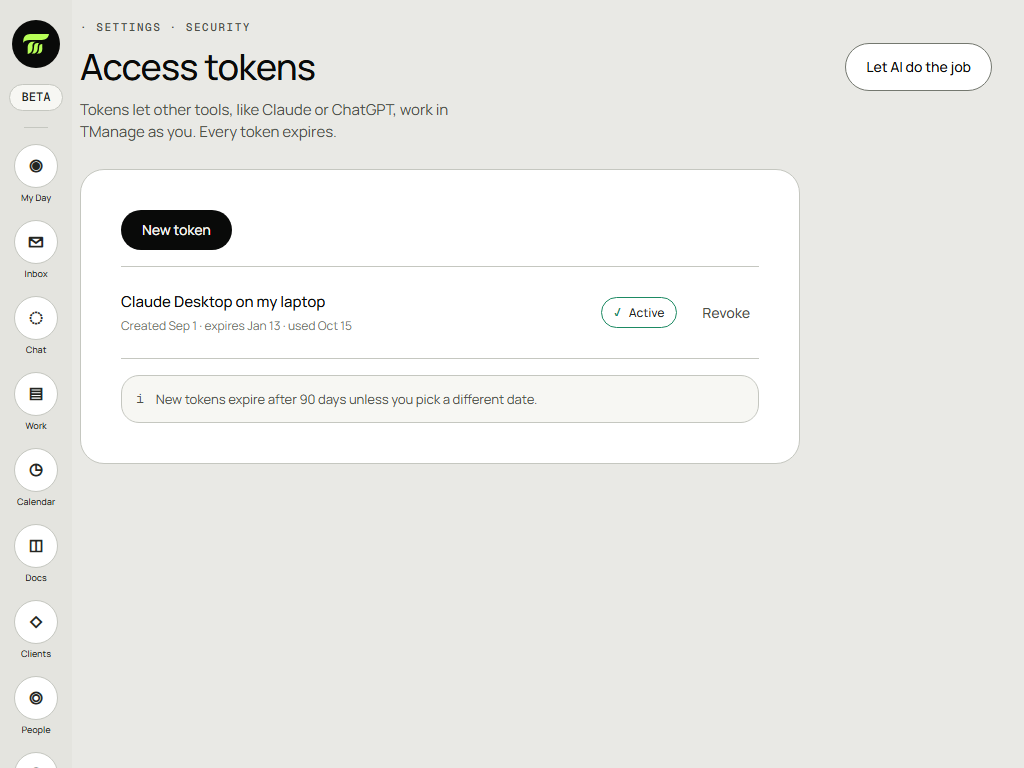 · SETTINGS · SECURITY
Access tokens
Let AI do the job
Tokens let other tools, like Claude or ChatGPT, work in
TManage as you. Every token expires.
BETA
My Day
Inbox
Chat
Work
Calendar
Docs
Clients
People
New token
Claude Desktop on my laptop
Created Sep 1 · expires Jan 13 · used Oct 15
✓ Active
Revoke
i New tokens expire after 90 days unless you pick a different date.